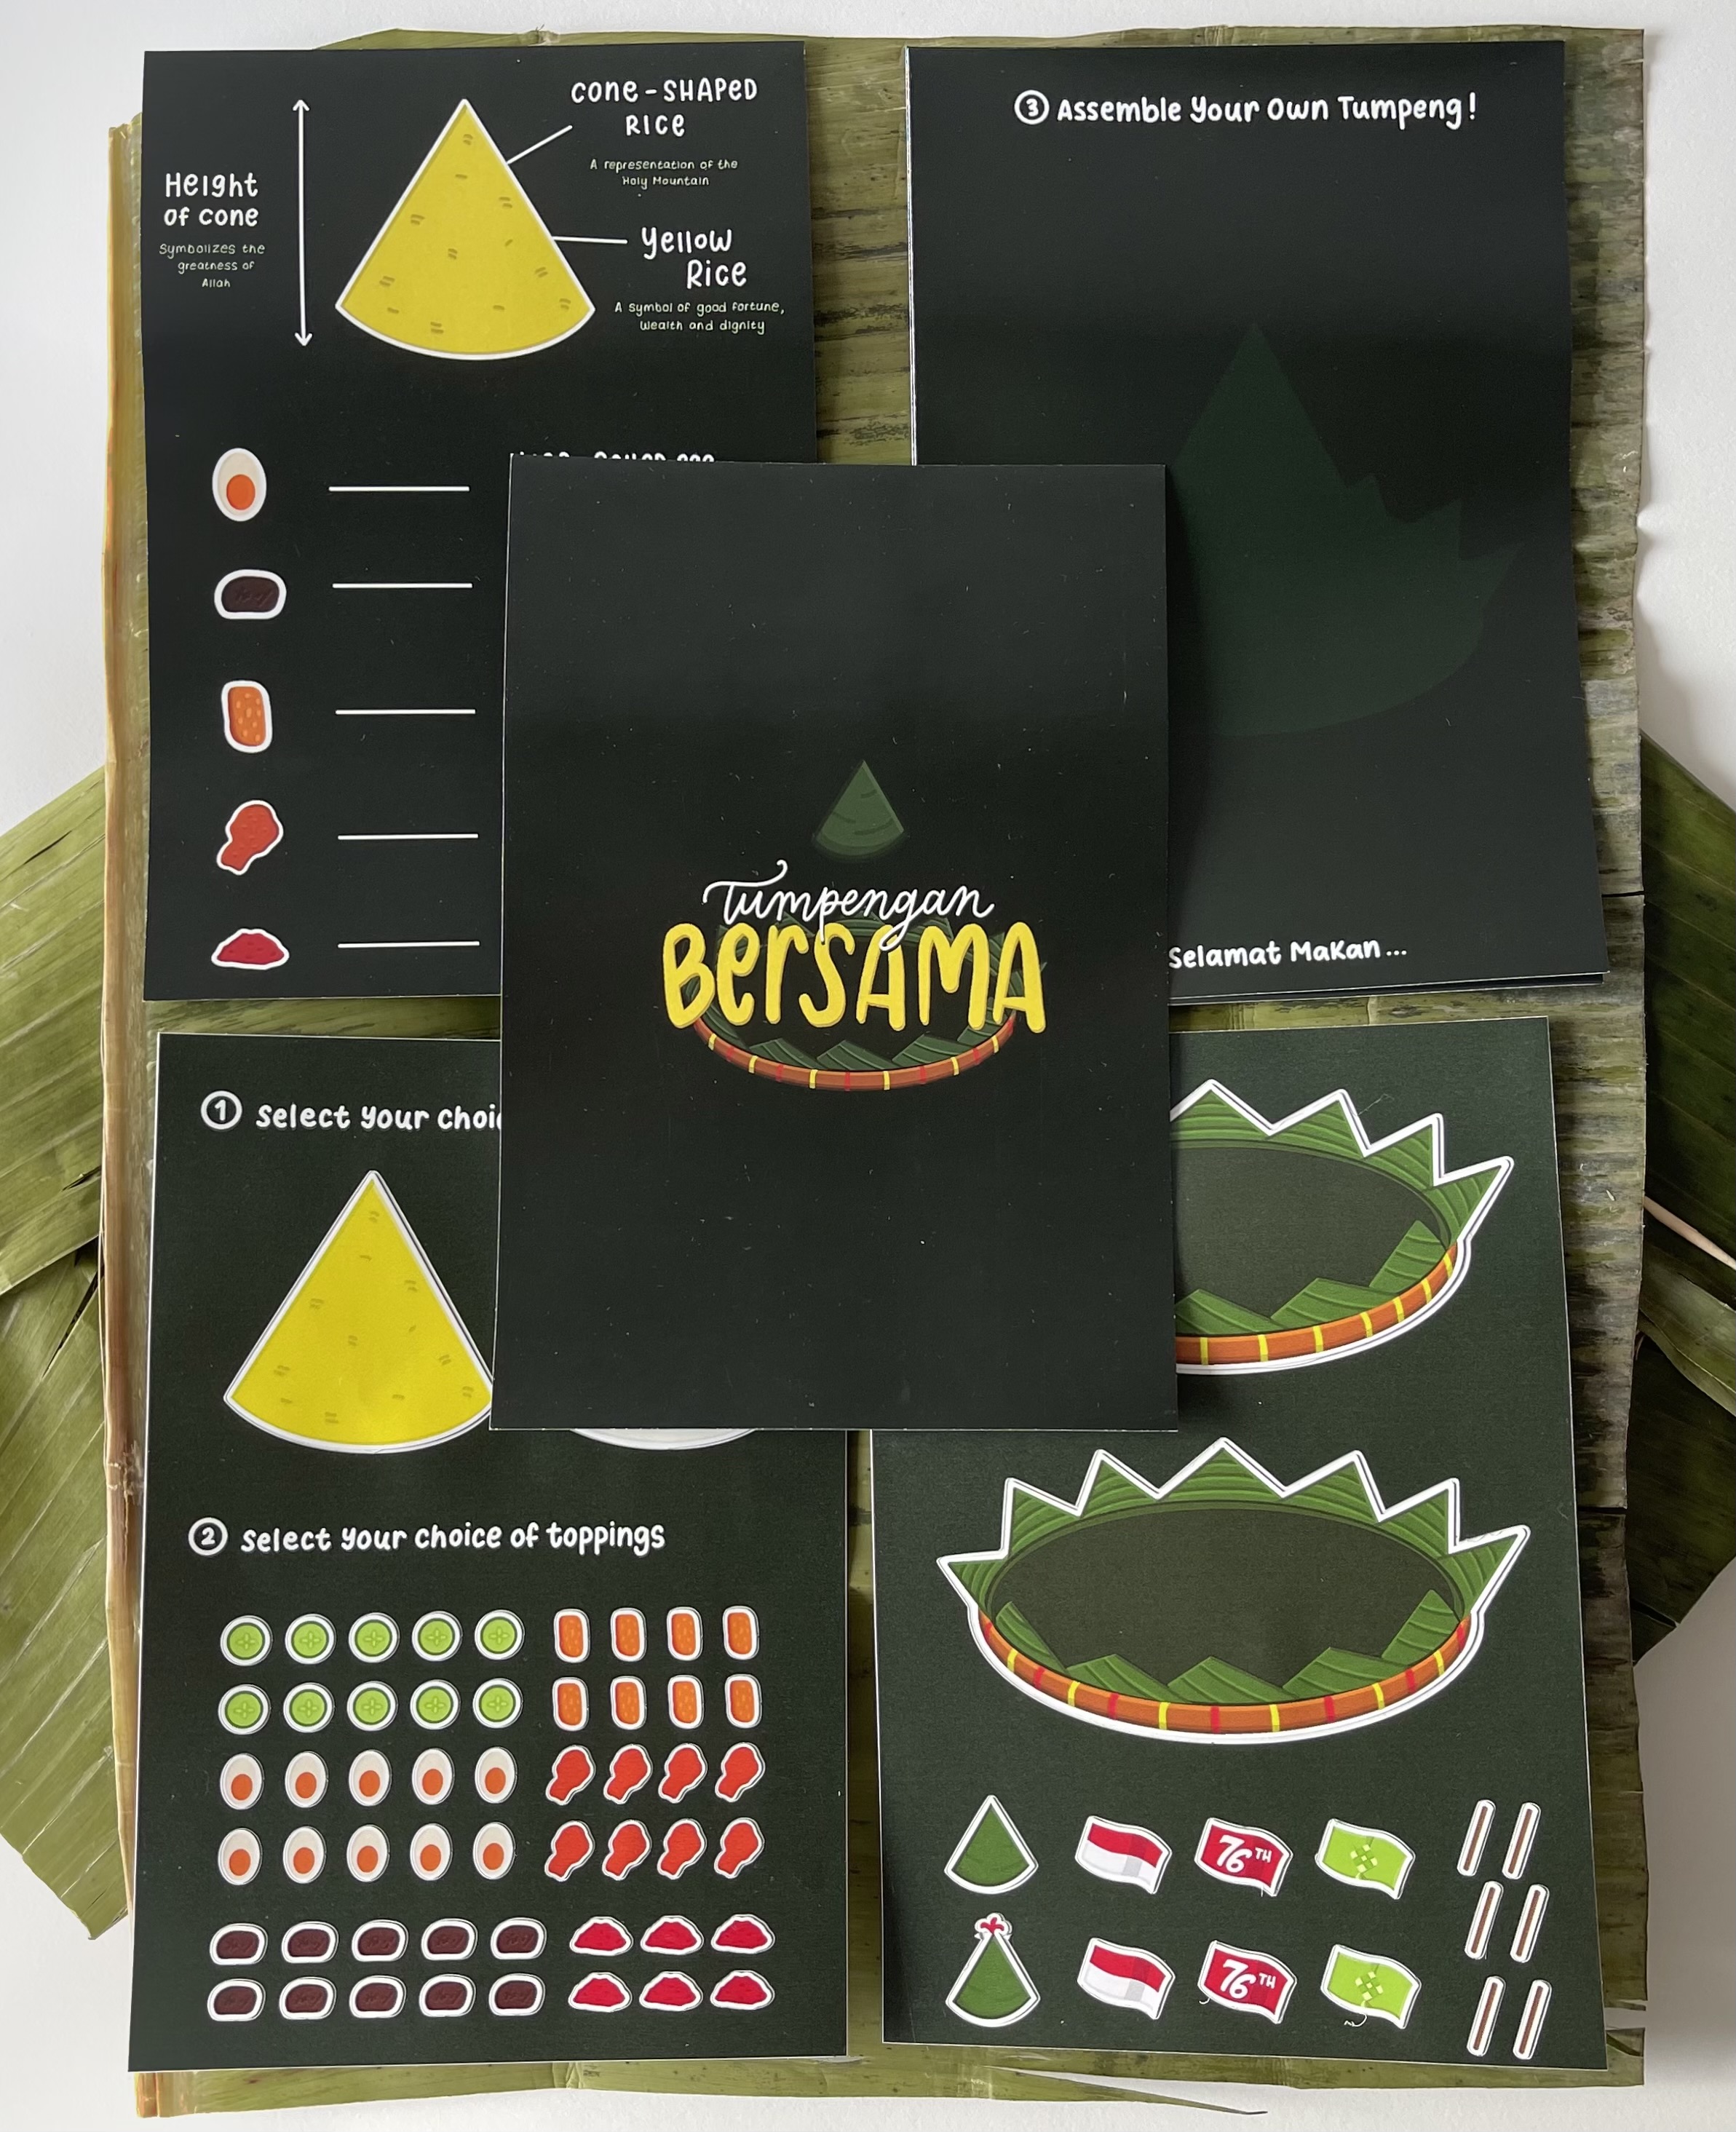 CONE-SHAPED
RICE
A representation of the
Holy Mountain
Height
of cone
Symbolizes the
greatness of
Allah
Yellow
Rice
A symbol of good fortune,
wealth and dignity
③ Assemble Your Own Tumpeng!
Selamat Makan...
Tumpengan
BerSAMA
① Select your
② Select your choice of toppings
76TH
76TH